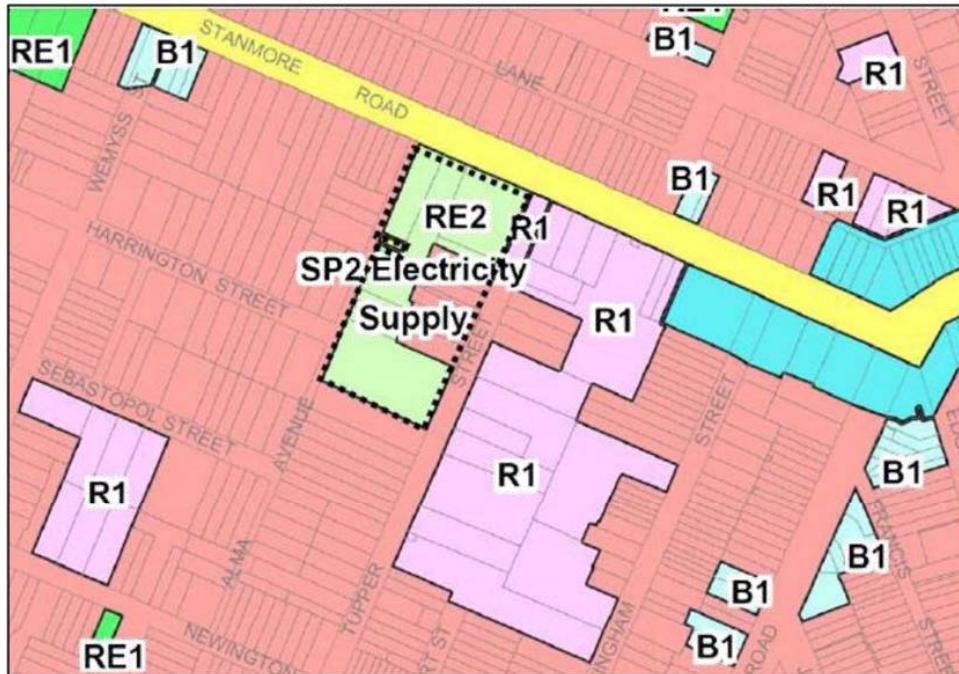 RE1
B1
STANMORE
ROAD
LANE
B1
R1
STREET
WEMYSS ST
RE2
R1
B1
R1
R1
HARRINGTON STREET
SP2 Electricity
Supply
R1
STREET
SEBASTOPOL STREET
AVENUE
STREET
R1
R1
B1
FRANCIS
B1
ALMA
TUPPER
B1
NEWINGTON
RE1
B1
ROAD
STREET